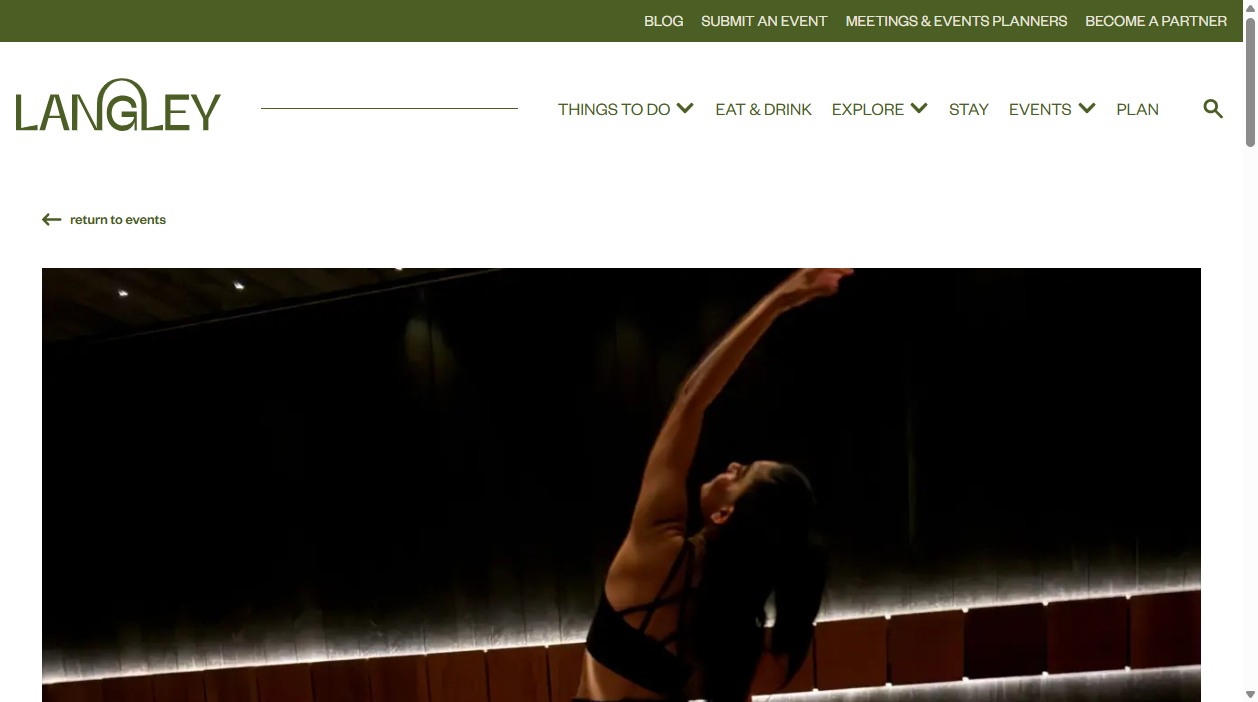 BLOG SUBMIT AN EVENT MEETINGS & EVENTS PLANNERS BECOME A PARTNER
LANGLEY
THINGS TO DO EAT & DRINK EXPLORE STAY EVENTS PLAN
return to events